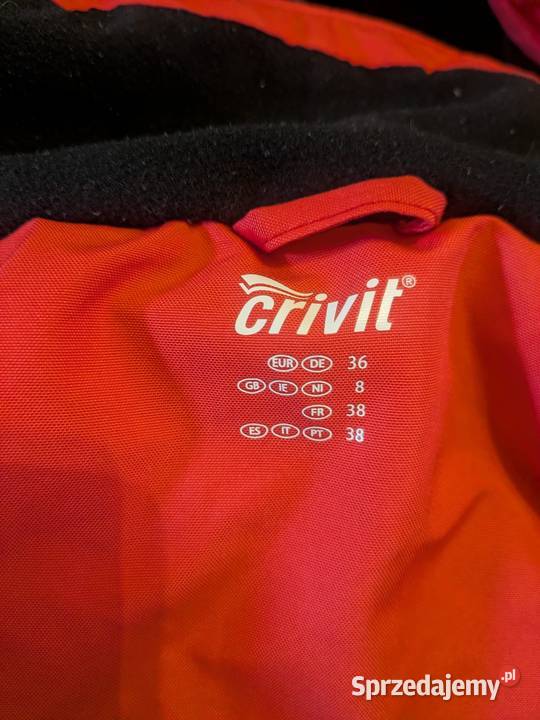 crivit®
EUR DE 36
GB IE NI 8
FR 38
ES IT PT 38
Sprzedajemy.pl